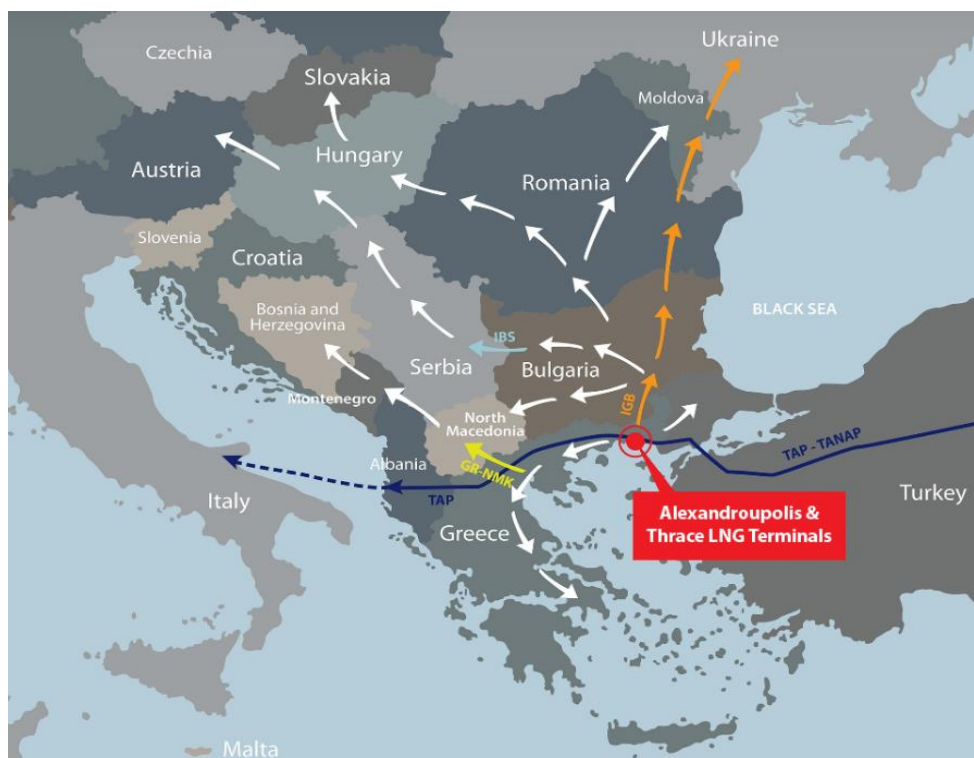 Ukraine
Czechia
Slovakia
Moldova
Hungary
Austria
Romania
Slovenia
Croatia
Bosnia and
Herzegovina
BLACK SEA
IBS
Serbia
Bulgaria
Montenegro
IGB
North
Macedonia
TAP - TANAP
Albania
GR-NMK
TAP
Italy
Turkey
Alexandroupolis &
Thrace LNG Terminals
Greece
Malta